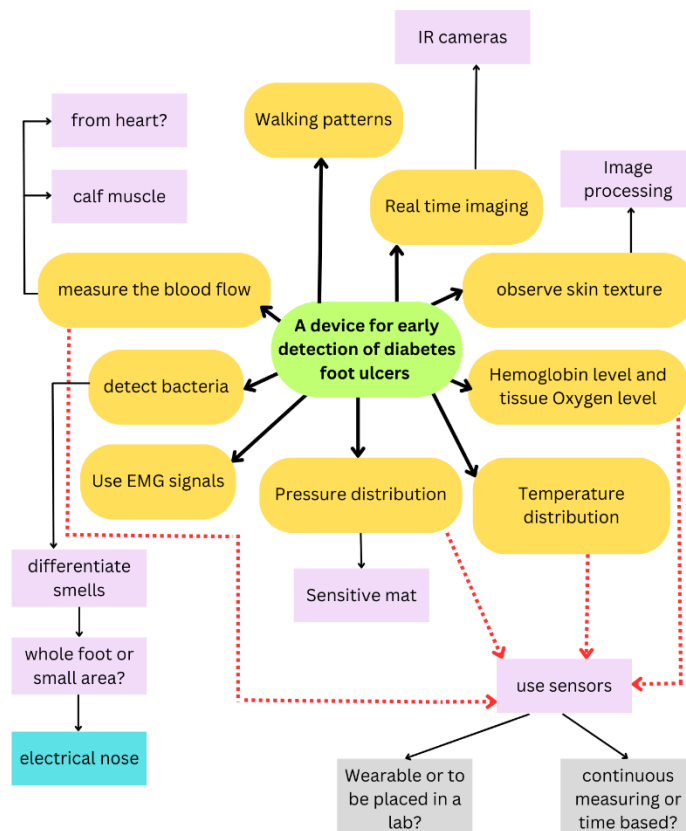 IR cameras
from heart?
Walking patterns
Image
processing
calf muscle
Real time imaging
measure the blood flow
observe skin texture
A device for early
detection of diabetes
foot ulcers
detect bacteria
Hemoglobin level and
tissue Oxygen level
Use EMG signals
Pressure distribution
Temperature
distribution
differentiate
smells
Sensitive mat
whole foot or
small area?
use sensors
electrical nose
Wearable or to
be placed in a
lab?
continuous
measuring or
time based?